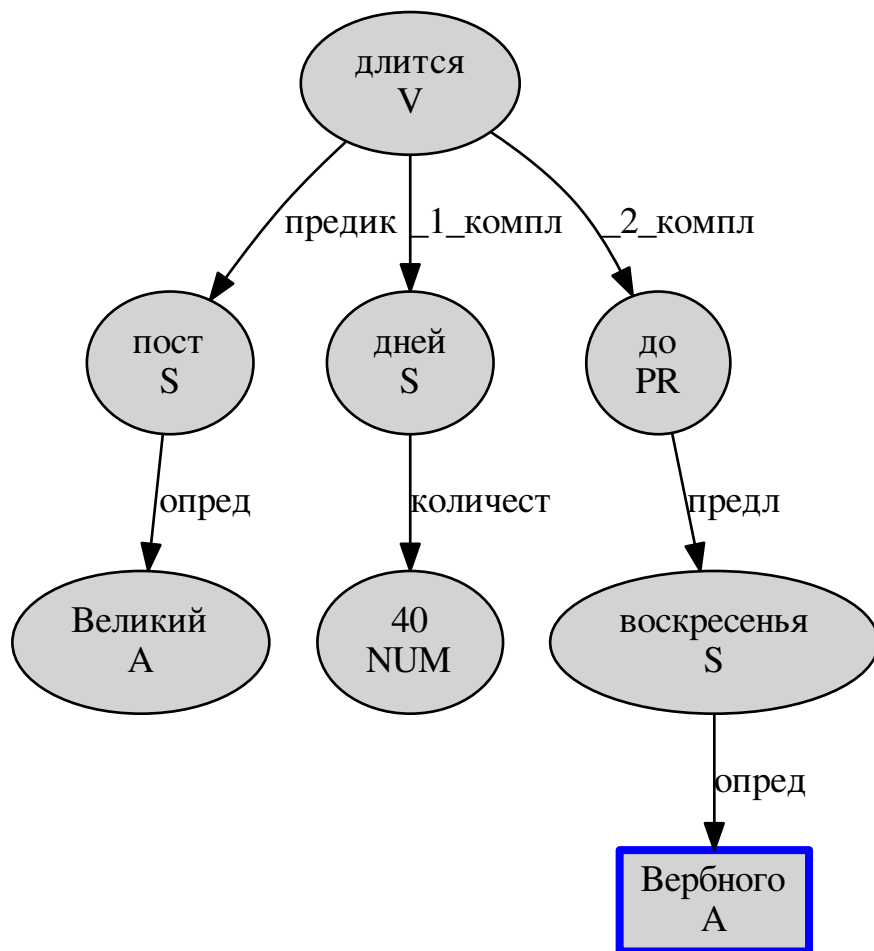 длится
V
предик
_1_компл
_2_компл
пост
S
дней
S
до
PR
опред
количест
предл
Великий
A
40
NUM
воскресенья
S
опред
Вербного
A